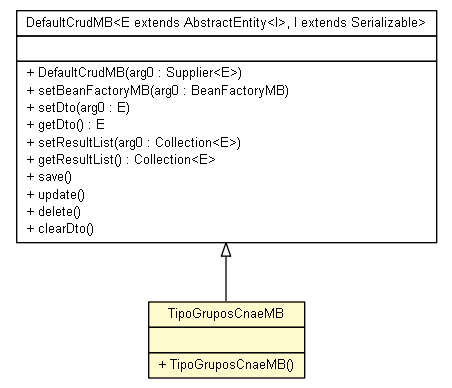 DefaultCrudMB<E extends AbstractEntity<I>, I extends Serializable>
+ DefaultCrudMB(arg0 : Supplier<E>)
+ setBeanFactoryMB(arg0 : BeanFactoryMB)
+ setDto(arg0 : E)
+ getDto() : E
+ setResultList(arg0 : Collection<E>)
+ getResultList() : Collection<E>
+ save()
+ update()
+ delete()
+ clearDto()
TipoGruposCnaeMB
+ TipoGruposCnaeMB()